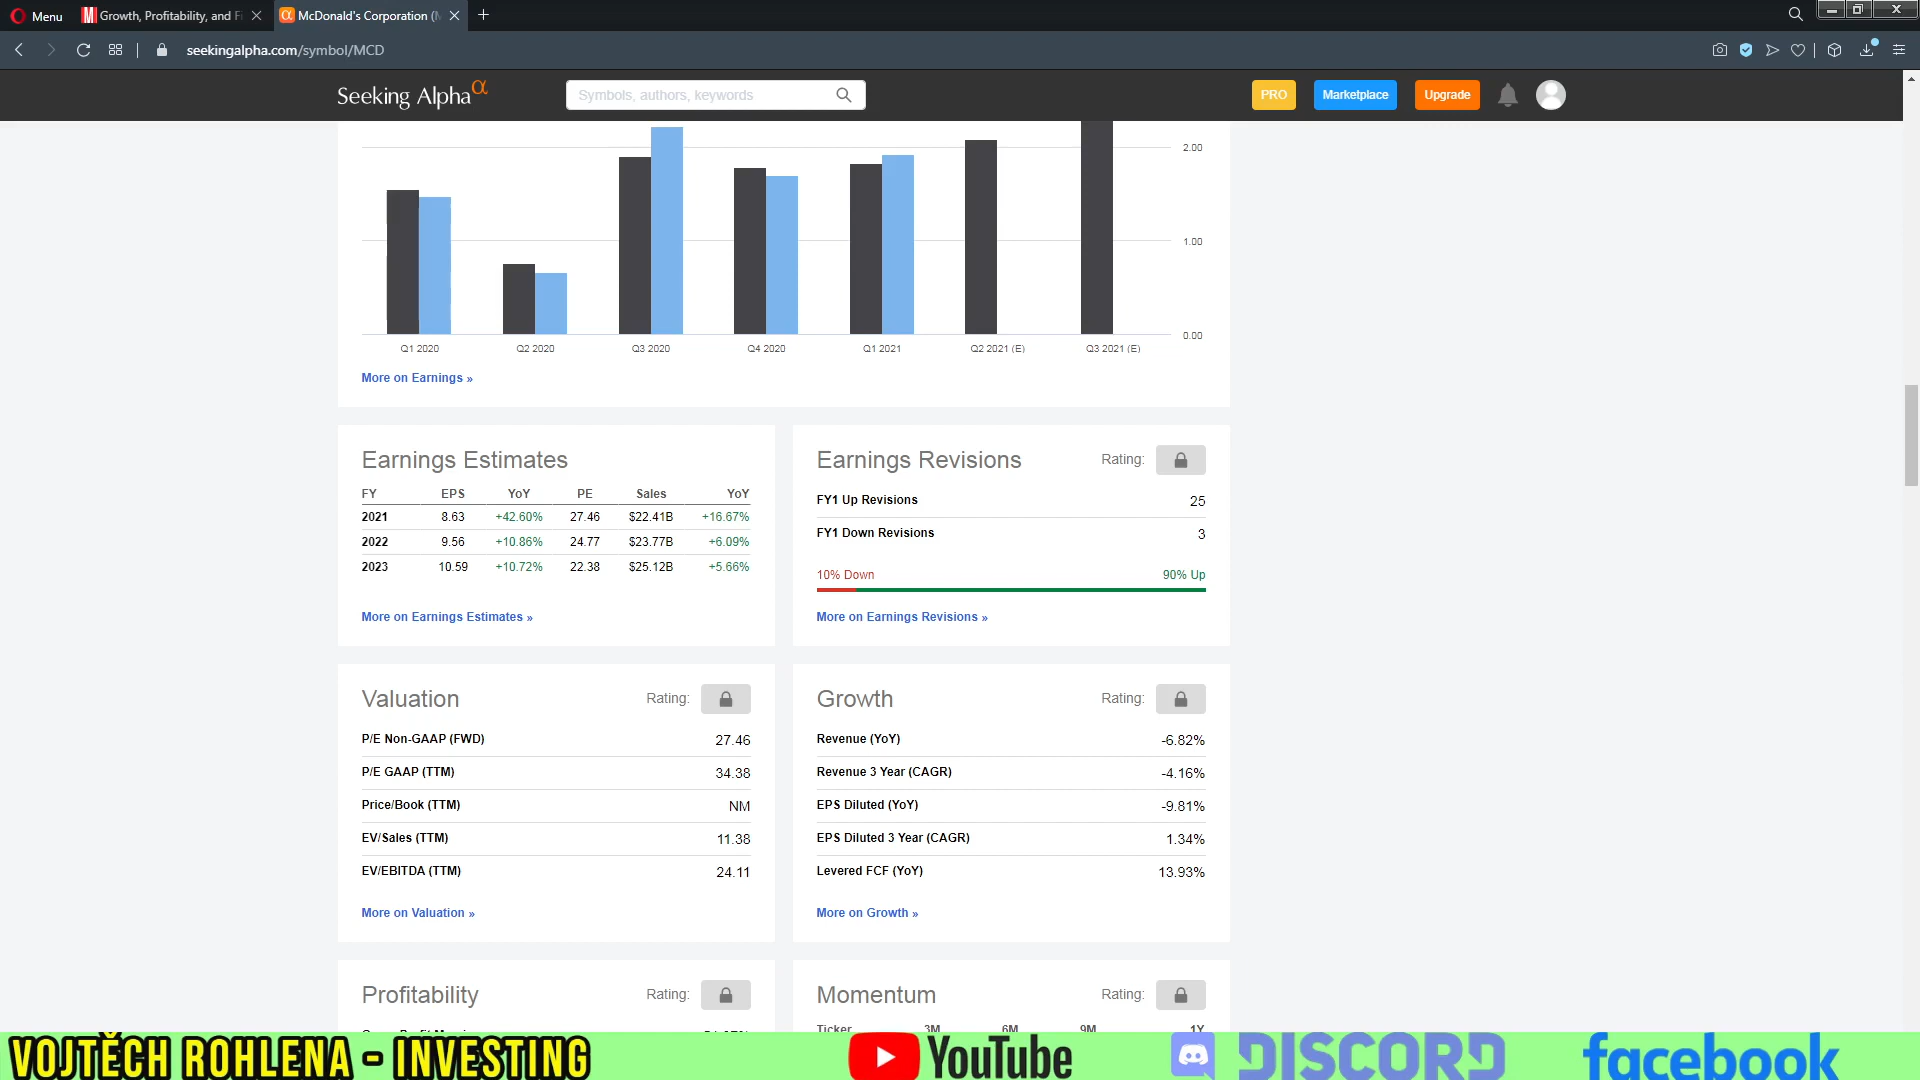 Menu
Growth, Profitability, and Fi
McDonald's Corporation (M
seekingalpha.com/symbol/MCD
Seeking Alpha α
Symbols, authors, keywords
PRO
Marketplace
Upgrade
2.00
1.00
0.00
Q1 2020 Q2 2020 Q3 2020 Q4 2020 Q1 2021 Q2 2021 (E) Q3 2021 (E)
More on Earnings »
Earnings Estimates
FY EPS YoY PE Sales YoY
2021 8.63 +42.60% 27.46 $22.41B +16.67%
2022 9.56 +10.86% 24.77 $23.77B +6.09%
2023 10.59 +10.72% 22.38 $25.12B +5.66%
More on Earnings Estimates »
Earnings Revisions Rating:
FY1 Up Revisions 25
FY1 Down Revisions 3
10% Down 90% Up
More on Earnings Revisions »
Valuation Rating:
P/E Non-GAAP (FWD) 27.46
P/E GAAP (TTM) 34.38
Price/Book (TTM) NM
EV/Sales (TTM) 11.38
EV/EBITDA (TTM) 24.11
More on Valuation »
Growth Rating:
Revenue (YoY) -6.82%
Revenue 3 Year (CAGR) -4.16%
EPS Diluted (YoY) -9.81%
EPS Diluted 3 Year (CAGR) 1.34%
Levered FCF (YoY) 13.93%
More on Growth »
Profitability Rating:
Momentum Rating:
Ticker 3M 6M 9M 1Y
VOJTĚCH ROHLENA - INVESTING
YouTube
DISCORD
facebook